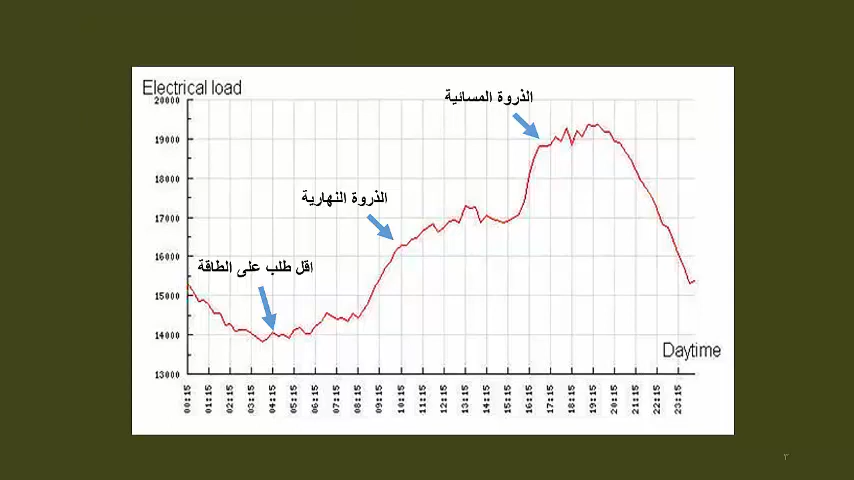 Electrical load
20000
الذروة المسائية
19000
18000
الذروة النهارية
17000
16000
اقل طلب على الطاقة
15000
14000
Daytime
13000
00:15 01:15 02:15 03:15 04:15 05:15 06:15 07:15 08:15 09:15 10:15 11:15 12:15 13:15 14:15 15:15 16:15 17:15 18:15 19:15 20:15 21:15 22:15 23:15
٣